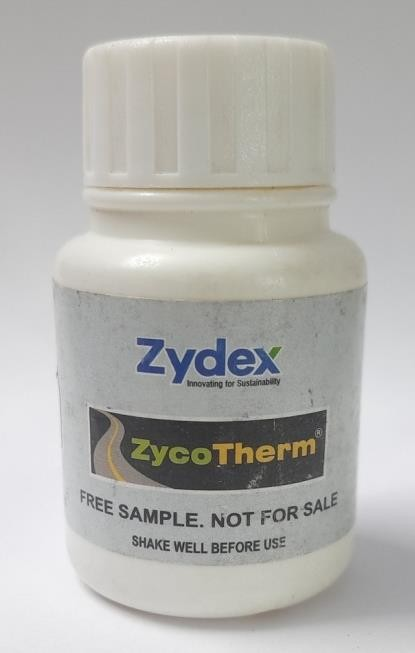 Zydex
Innovating for Sustainability
ZycoTherm®
FREE SAMPLE. NOT FOR SALE
SHAKE WELL BEFORE USE